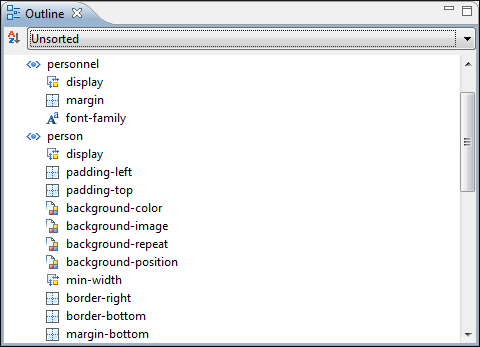 Outline
Unsorted
personnel
display
margin
font-family
person
display
padding-left
padding-top
background-color
background-image
background-repeat
background-position
min-width
border-right
border-bottom
margin-bottom